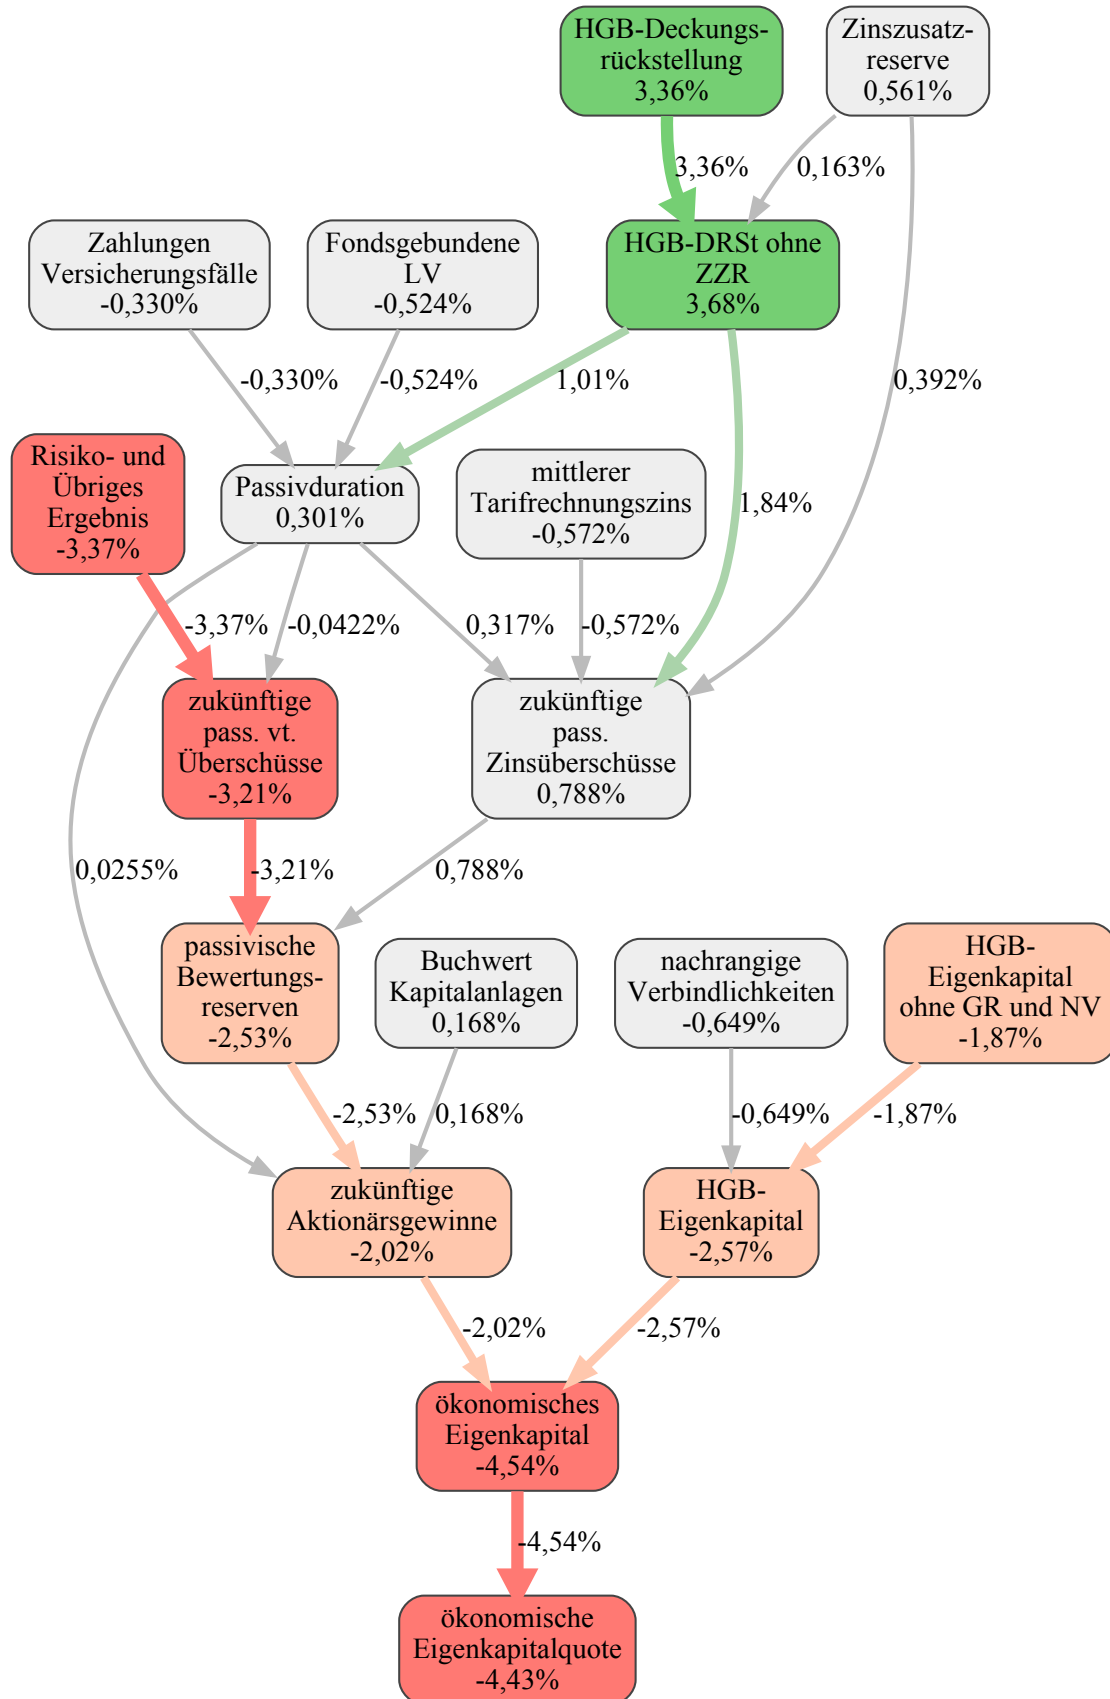 HGB-Deckungs-
rückstellung
3,36%
Zinszusatz-
reserve
0,561%
3,36%
0,163%
Zahlungen
Versicherungsfälle
-0,330%
Fondsgebundene
LV
-0,524%
HGB-DRSt ohne
ZZR
3,68%
-0,330%
-0,524%
1,01%
0,392%
Risiko- und
Übriges
Ergebnis
-3,37%
Passivduration
0,301%
mittlerer
Tarifrechnungszins
-0,572%
1,84%
-3,37%
-0,0422%
0,317%
-0,572%
zukünftige
pass. vt.
Überschüsse
-3,21%
zukünftige
pass.
Zinsüberschüsse
0,788%
0,0255%
-3,21%
0,788%
passivische
Bewertungs-
reserven
-2,53%
Buchwert
Kapitalanlagen
0,168%
nachrangige
Verbindlichkeiten
-0,649%
HGB-
Eigenkapital
ohne GR und NV
-1,87%
-2,53%
0,168%
-0,649%
-1,87%
zukünftige
Aktionärsgewinne
-2,02%
HGB-
Eigenkapital
-2,57%
-2,02%
-2,57%
ökonomisches
Eigenkapital
-4,54%
-4,54%
ökonomische
Eigenkapitalquote
-4,43%